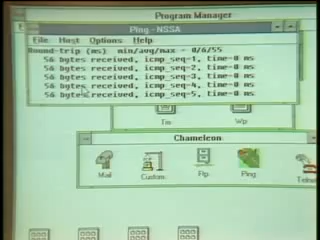 Program Manager
Ping - NSSA
File Host Options Help
Round-trip (ms) min/avg/max - 0/6/55
56 bytes received, icmp_seq-1, time-0 ms
56 bytes received, icmp_seq-2, time-0 ms
56 bytes received, icmp_seq-3, time-0 ms
56 bytes received, icmp_seq-4, time-0 ms
56 bytes received, icmp_seq-5, time-0 ms
Chameleon
Mail Custom Ftp Ping